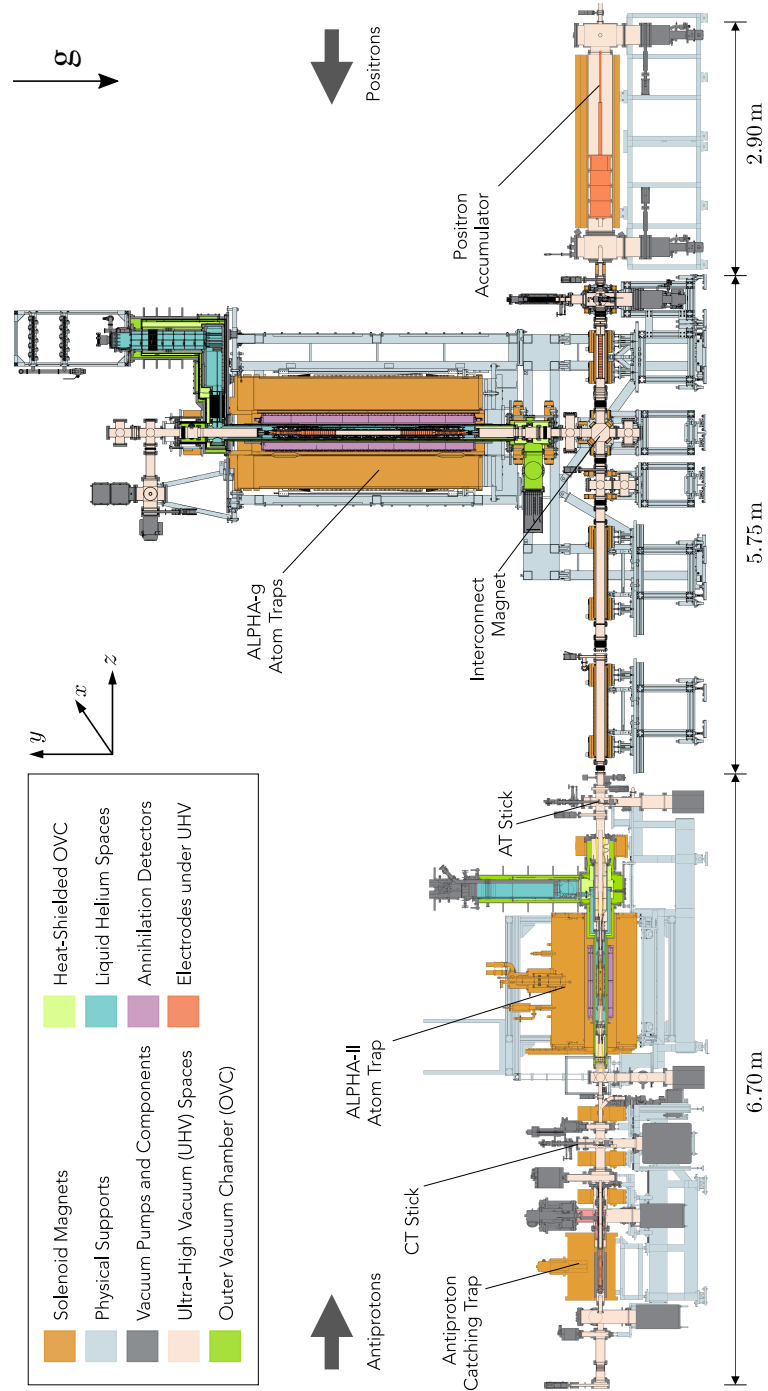 g
Positrons
Antiprotons
y
x
z
Solenoid Magnets
Physical Supports
Vacuum Pumps and Components
Ultra-High Vacuum (UHV) Spaces
Outer Vacuum Chamber (OVC)
Heat-Shielded OVC
Liquid Helium Spaces
Annihilation Detectors
Electrodes under UHV
ALPHA-g
Atom Traps
Positron
Accumulator
Interconnect
Magnet
ALPHA-II
Atom Trap
AT Stick
CT Stick
Antiproton
Catching Trap
6.70 m
5.75 m
2.90 m